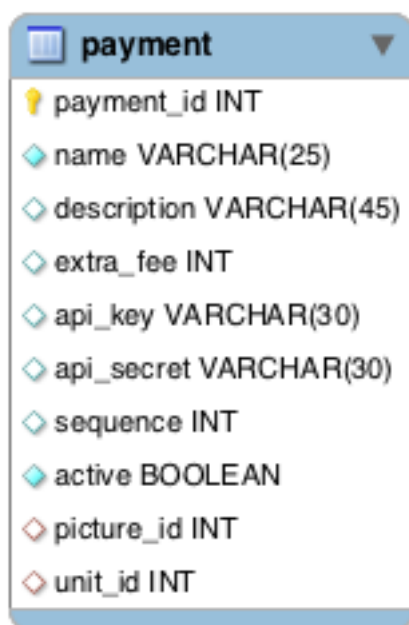 payment
payment_id INT
name VARCHAR(25)
description VARCHAR(45)
extra_fee INT
api_key VARCHAR(30)
api_secret VARCHAR(30)
sequence INT
active BOOLEAN
picture_id INT
unit_id INT